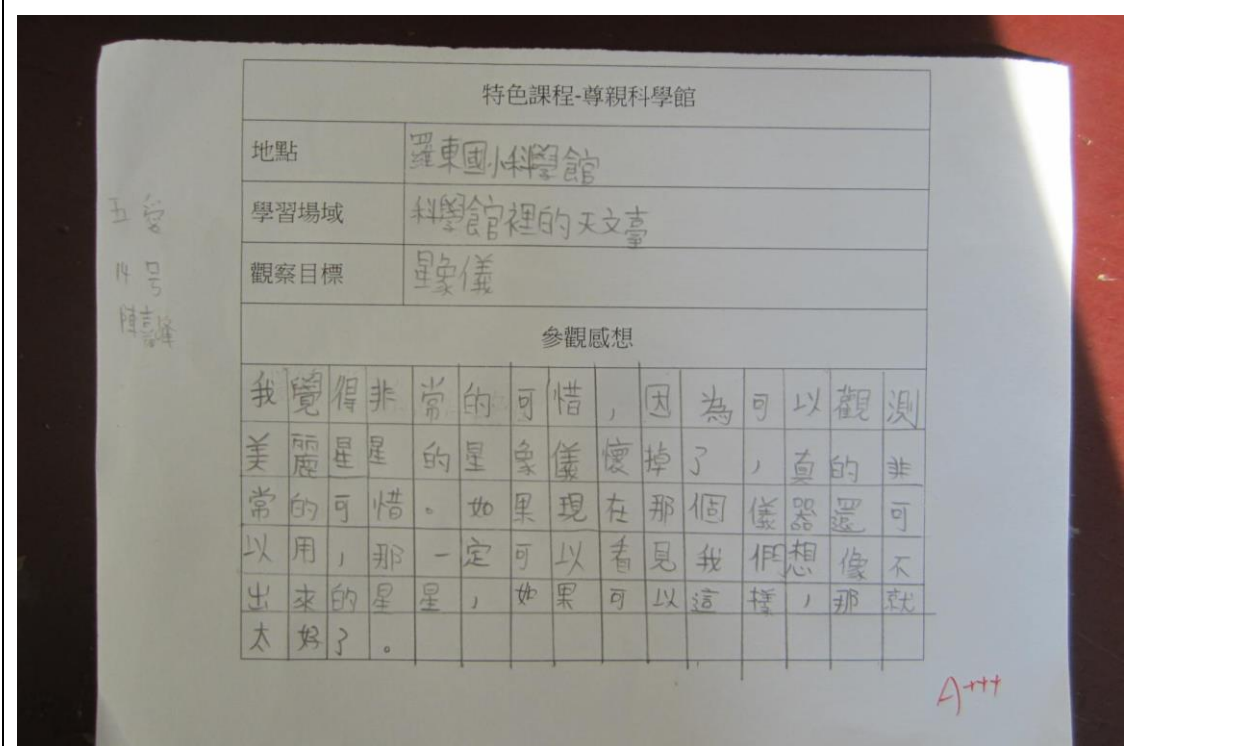 特色課程-尊親科學館
地點 羅東國小科學館
學習場域 科學館裡的天文臺
觀察目標 星象儀
五愛
14号
陳
參觀感想
我覺得非常的可惜，因為可以觀測
美麗星星的星象儀懷掉了，真的非
常的可惜。如果現在那個儀器還可
以用，那一定可以看見我們想像不
出來的星星，如果可以這樣，那就
太好了。
A+++